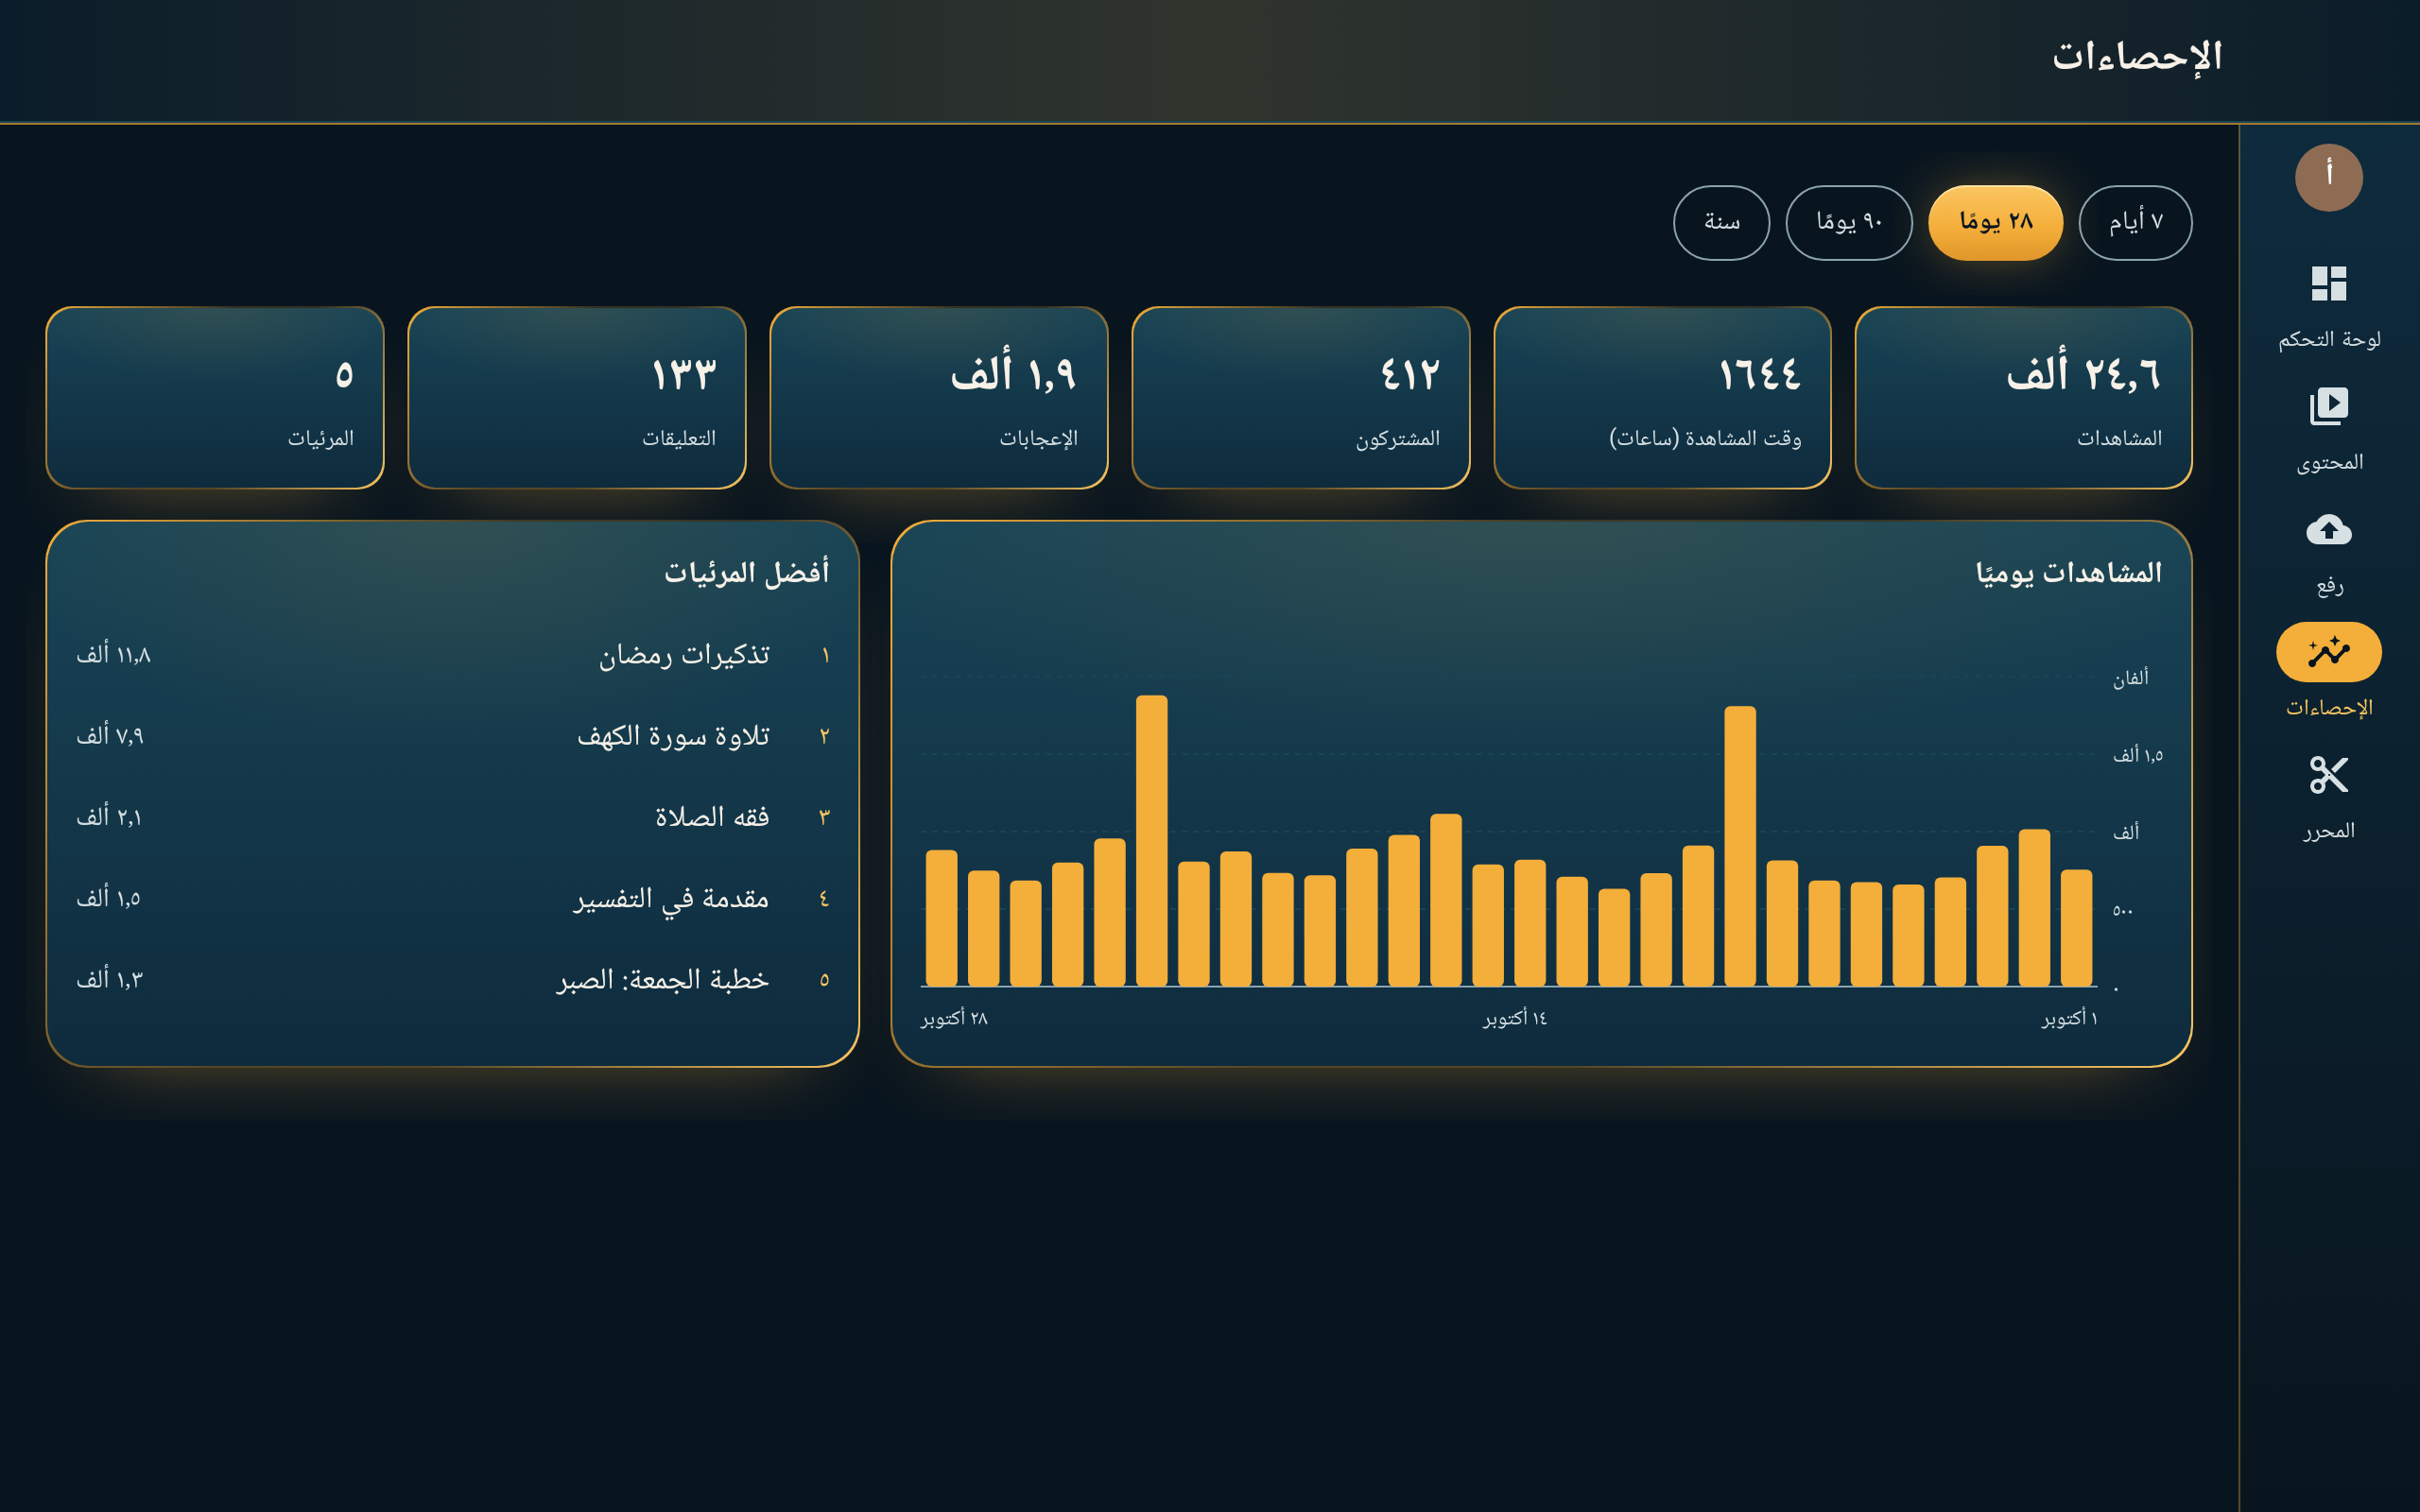 الإحصاءات
أ
لوحة التحكم
المحتوى
رفع
الإحصاءات
المحرر
٧ أيام
٢٨ يومًا
٩٠ يومًا
سنة
٢٤,٦ ألف
المشاهدات
١٦٤٤
وقت المشاهدة (ساعات)
٤١٢
المشتركون
١,٩ ألف
الإعجابات
١٣٣
التعليقات
٥
المرئيات
المشاهدات يوميًا
ألفان
١,٥ ألف
ألف
٥٠٠
٠
١ أكتوبر
١٤ أكتوبر
٢٨ أكتوبر
أفضل المرئيات
١ تذكيرات رمضان ١١,٨ ألف
٢ تلاوة سورة الكهف ٧,٩ ألف
٣ فقه الصلاة ٢,١ ألف
٤ مقدمة في التفسير ١,٥ ألف
٥ خطبة الجمعة: الصبر ١,٣ ألف